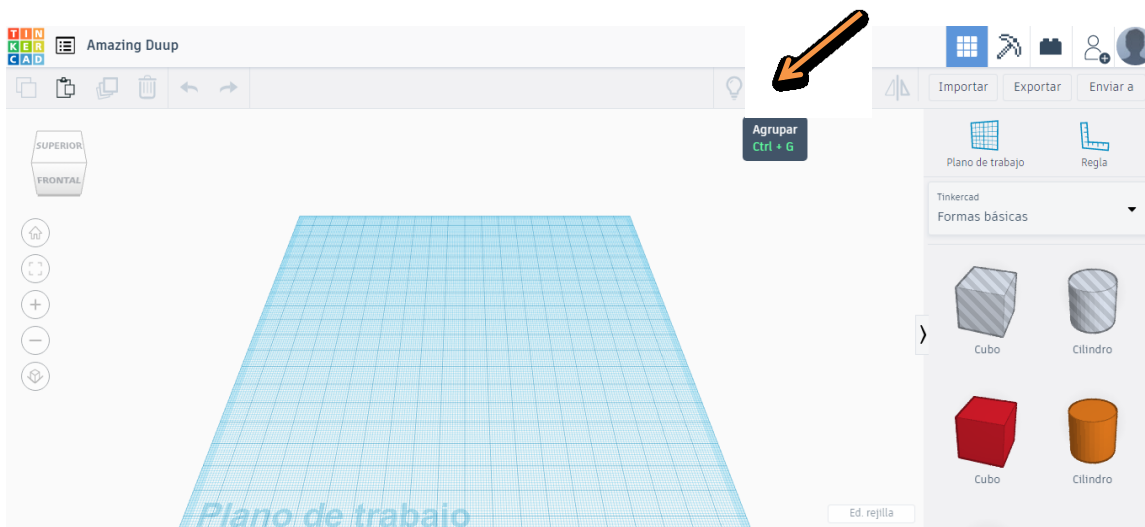 TIN
KER
CAD
Amazing Duup
Importar
Exportar
Enviar a
Agrupar
Ctrl + G
SUPERIOR
FRONTAL
Plano de trabajo
Regla
Tinkercad
Formas básicas
Cubo
Cilindro
Cubo
Cilindro
Plano de trabajo
Ed. rejilla